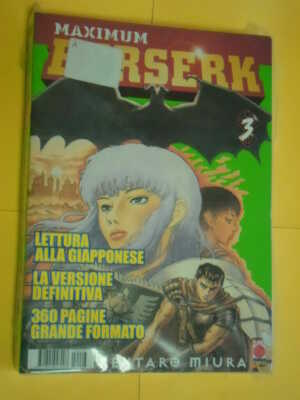 MAXIMUM
BERSERK
3
LETTURA
ALLA GIAPPONESE
LA VERSIONE
DEFINITIVA
360 PAGINE
GRANDE FORMATO
KENTARO MIURA